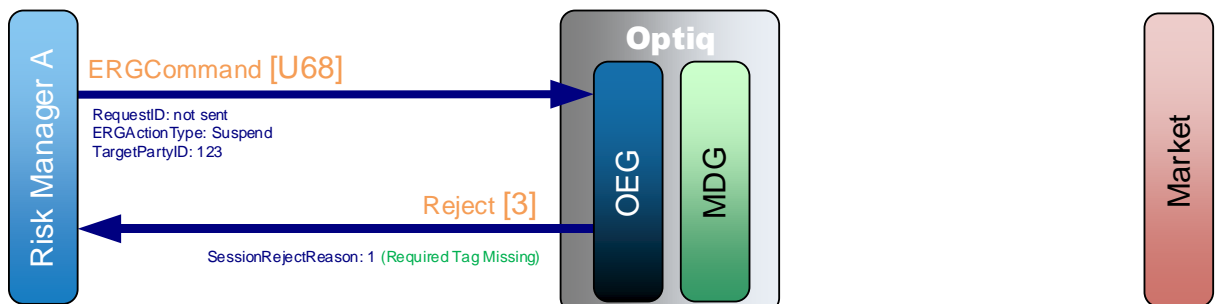 Risk Manager A
ERGCommand [U68]
RequestID: not sent
ERGActionType: Suspend
TargetPartyID: 123
Reject [3]
SessionRejectReason: 1 (Required Tag Missing)
Optiq
OEG
MDG
Market